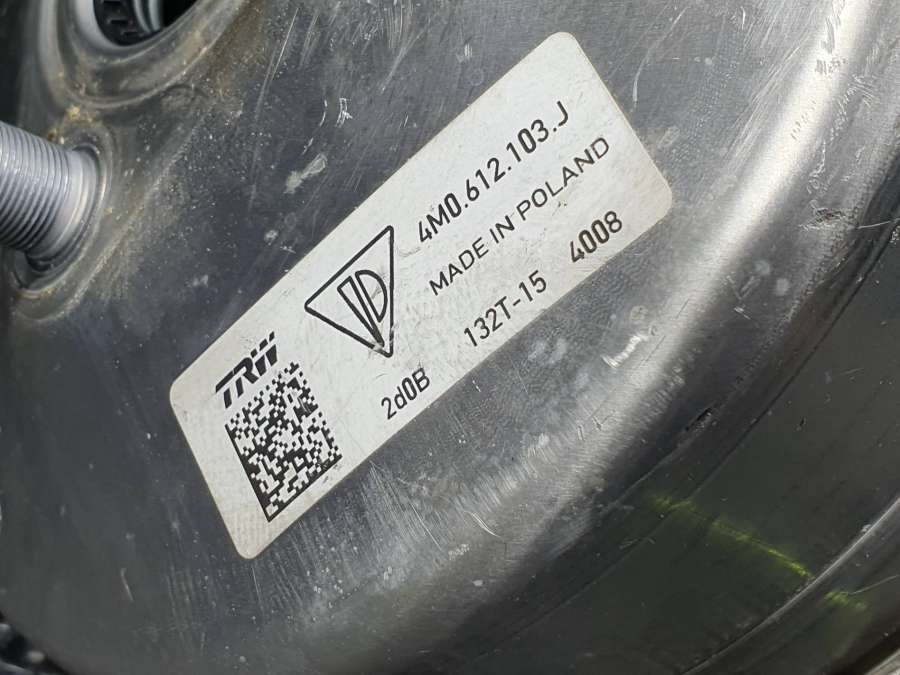 TRW
4M0.612.103.J
MADE IN POLAND
2d0B 132T-15 4008